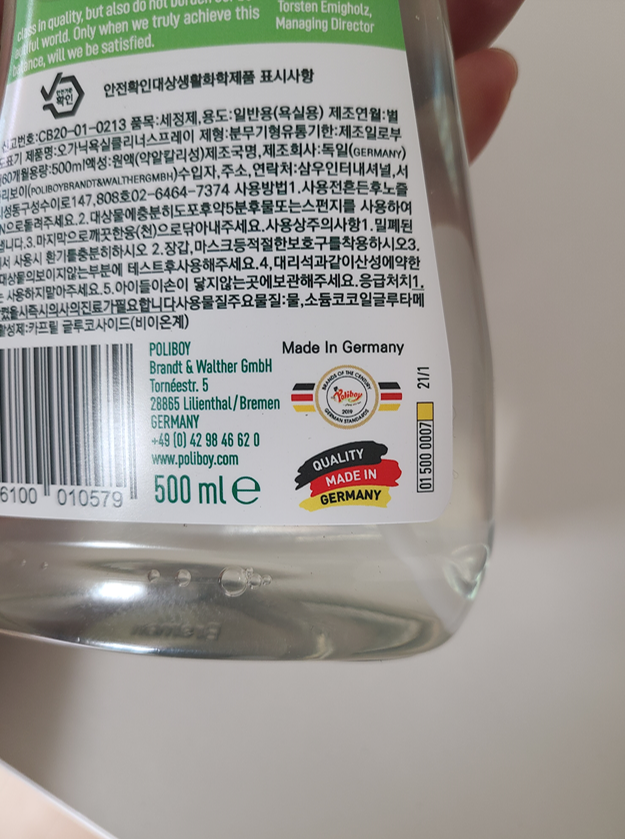 class in quality, but also do not burden our
beautiful world. Only when we truly achieve this
balance, will we be satisfied.
Torsten Emigholz,
Managing Director
확인
안전확인대상생활화학제품 표시사항
신고번호:CB20-01-0213 품목:세정제,용도:일반용(욕실용) 제조연월:별
도표기 제품명:오가닉욕실클리너스프레이 제형:분무기형유통기한:제조일로부
60개월용량:500ml액성:원액(약알칼리성)제조국명,제조회사:독일(GERMANY)
리보이(POLIBOYBRANDT&WALTHERGMBH)수입자,주소,연락처:삼우인터내셔널,서
성동구성수이로147,808호02-6464-7374 사용방법1.사용전흔든후노즐
N으로돌려주세요.2.대상물에충분히도포후약5분후물또는스펀지를 사용하여
냅니다.3.마지막으로깨끗한융(천)으로닦아내주세요.사용상주의사항1.밀폐된
서 사용시 환기를충분히하시오 2.장갑,마스크등적절한보호구를착용하시오3.
대상물의보이지않는부분에 테스트후사용해주세요.4,대리석과같이산성에약한
는 사용하지말아주세요.5.아이들이손이 닿지않는곳에보관해주세요.응급처치1.
켰을시즉시의사의진료가필요합니다사용물질주요물질:물,소듐코코일글루타메
활성제:카프릴 글루코사이드(비이온계)
POLIBOY
Brandt & Walther GmbH
Tornéestr. 5
28865 Lilienthal/Bremen
GERMANY
+49 (0) 42 98 46 62 0
www.poliboy.com
500 ml e
6100 010579
Made In Germany
BRANDS OF THE CENTURY
Poliboy
2019
GERMAN STANDARDS
QUALITY
MADE IN
GERMANY
01 500 0007
21/1